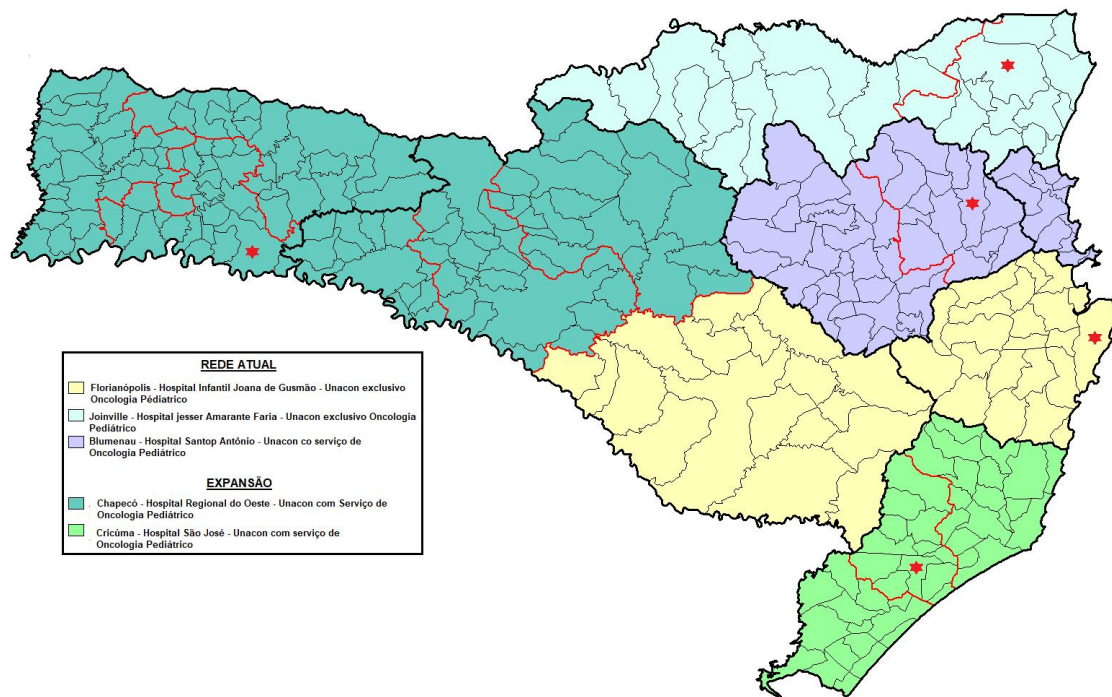 REDE ATUAL
Florianópolis - Hospital Infantil Joana de Gusmão - Unacon exclusivo
Oncologia Pédiatrico
Joinville - Hospital jesser Amarante Faria - Unacon exclusivo Oncologia
Pediátrico
Blumenau - Hospital Santop Antônio - Unacon co serviço de
Oncologia Pediátrico
EXPANSÃO
Chapecó - Hospital Regional do Oeste - Unacon com Serviço de
Oncologia Pediátrico
Cricúma - Hospital São José - Unacon com serviço de
Oncologia Pediátrico